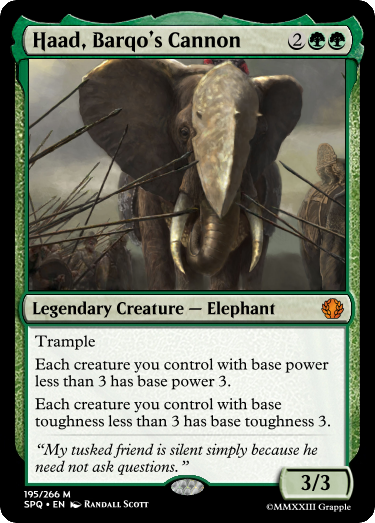 Haad, Barqo's Cannon 2
Legendary Creature — Elephant
Trample
Each creature you control with base power
less than 3 has base power 3.
Each creature you control with base
toughness less than 3 has base toughness 3.
“My tusked friend is silent simply because he
need not ask questions.”
3/3
195/266 M
SPQ • EN Randall Scott
©MMXXIII Grapple